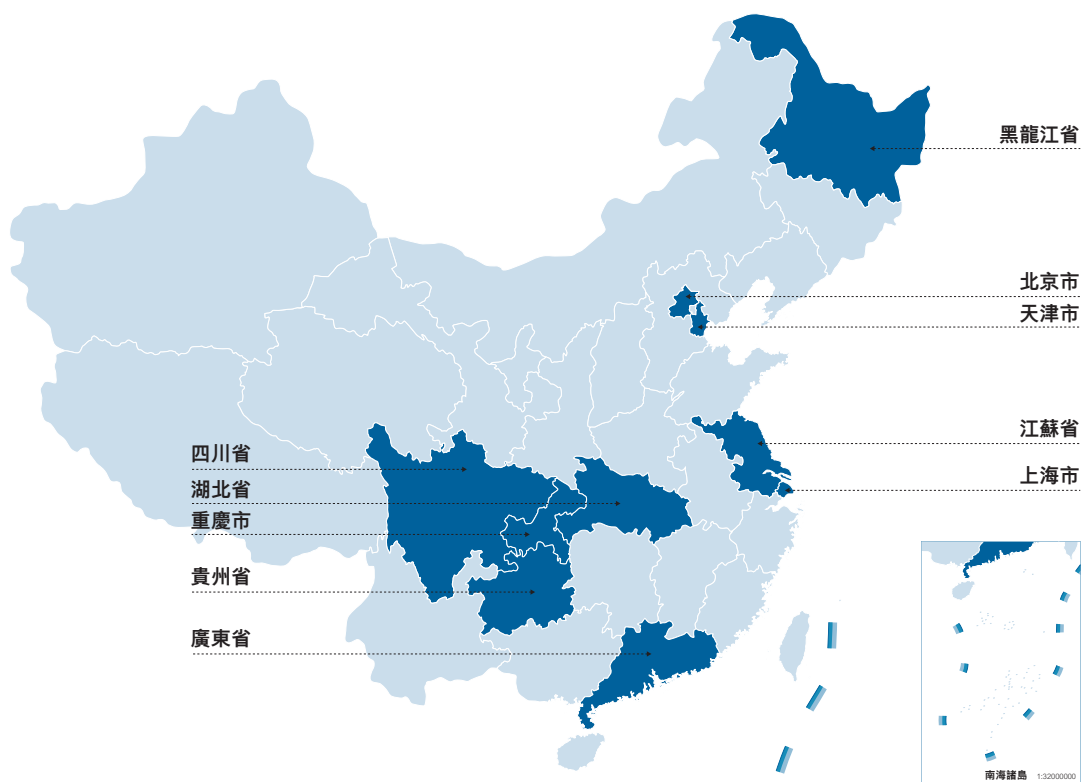 黑龍江省
北京市
天津市
江蘇省
上海市
四川省
湖北省
重慶市
貴州省
廣東省
南海諸島 1:32000000